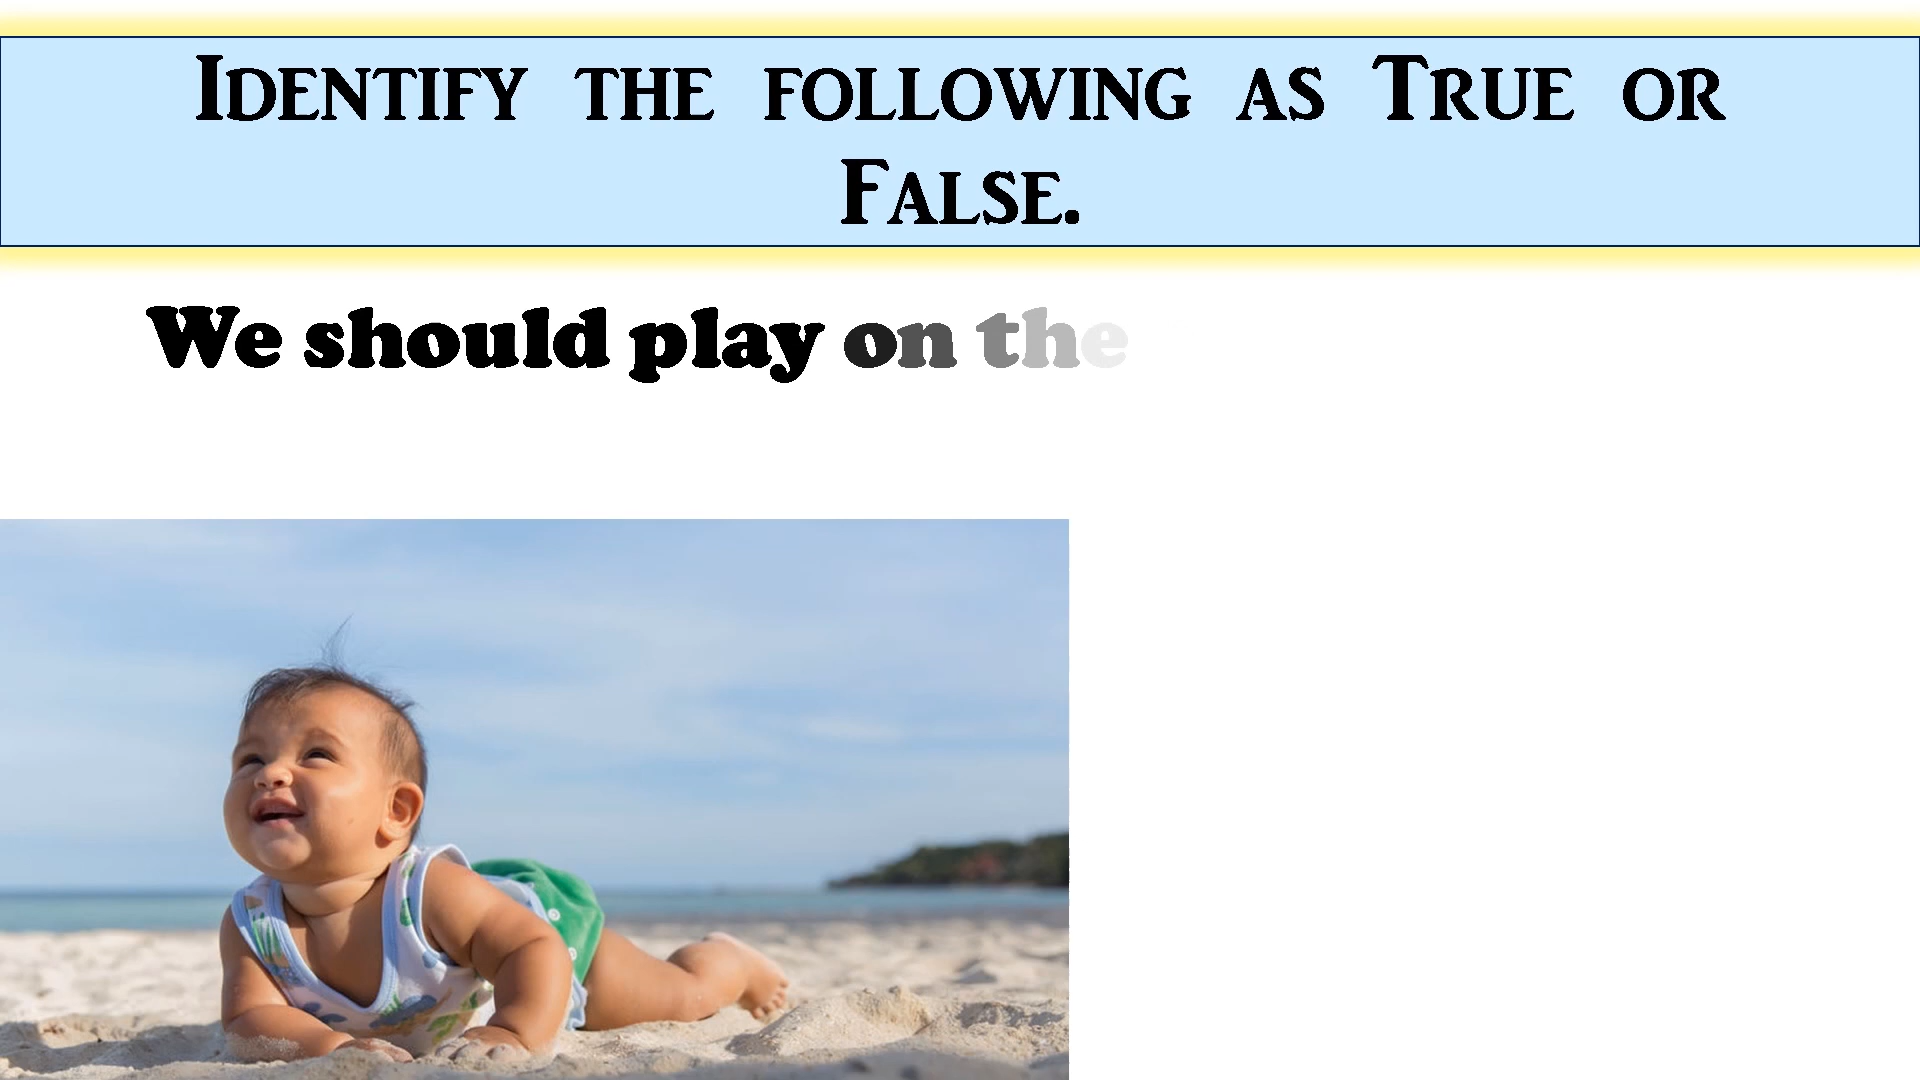 Identify the following as True or
False.
We should play on the